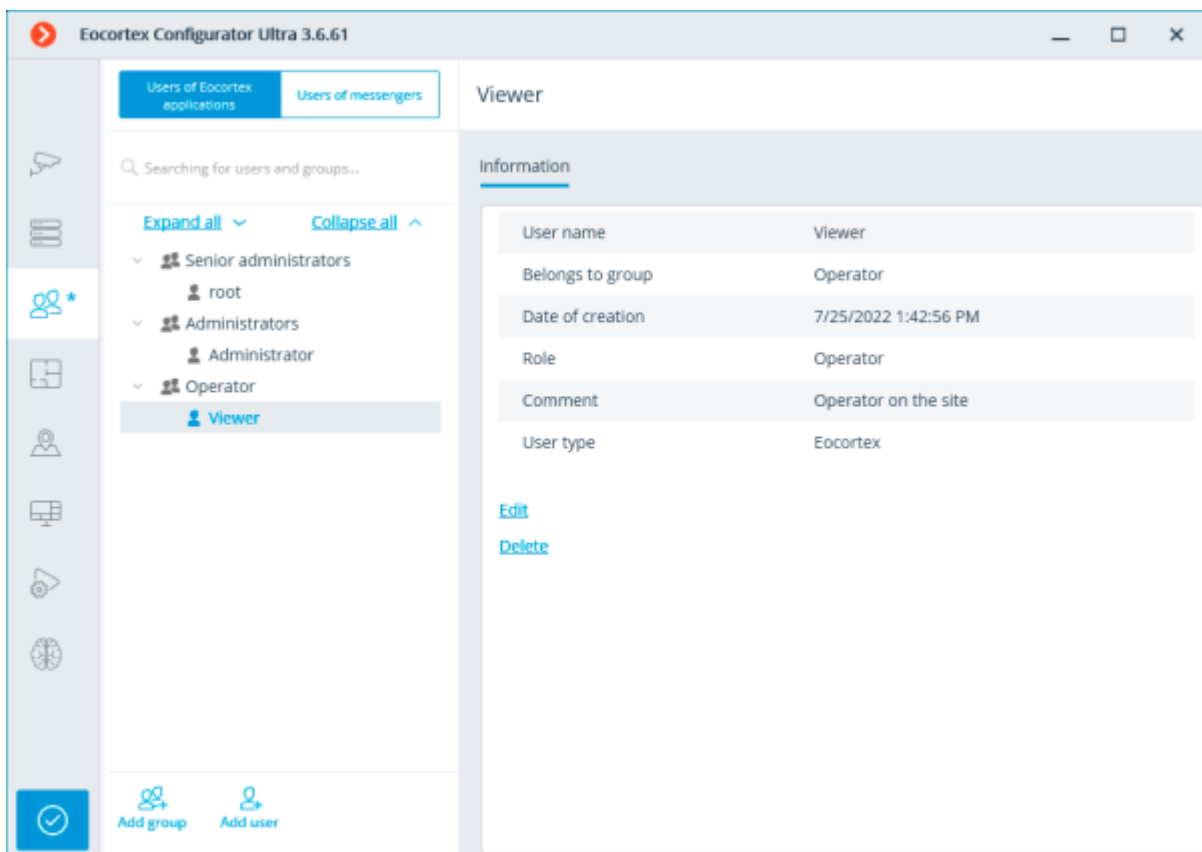 Eocortex Configurator Ultra 3.6.61
Users of Eocortex
applications
Users of messengers
Searching for users and groups...
Expand all
Collapse all
Senior administrators
root
Administrators
Administrator
Operator
Viewer
Add group
Add user
Viewer
Information
User name Viewer
Belongs to group Operator
Date of creation 7/25/2022 1:42:56 PM
Role Operator
Comment Operator on the site
User type Eocortex
Edit
Delete